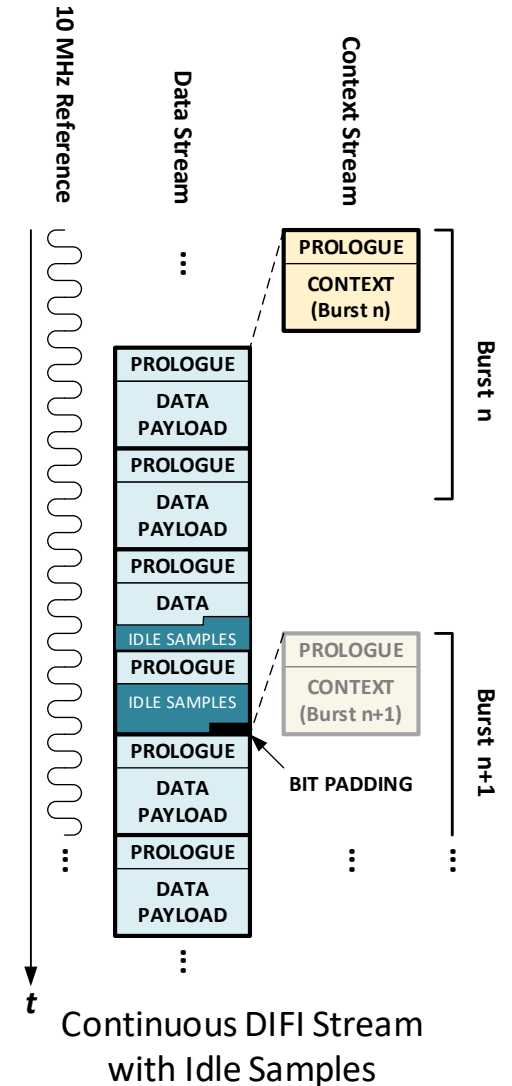 10 MHz Reference
Data Stream
Context Stream
...
PROLOGUE
CONTEXT
(Burst n)
Burst n
PROLOGUE
DATA
PAYLOAD
PROLOGUE
DATA
PAYLOAD
PROLOGUE
DATA
IDLE SAMPLES
PROLOGUE
IDLE SAMPLES
PROLOGUE
CONTEXT
(Burst n+1)
Burst n+1
BIT PADDING
PROLOGUE
DATA
PAYLOAD
PROLOGUE
DATA
PAYLOAD
...
...
...
...
t
Continuous DIFI Stream
with Idle Samples